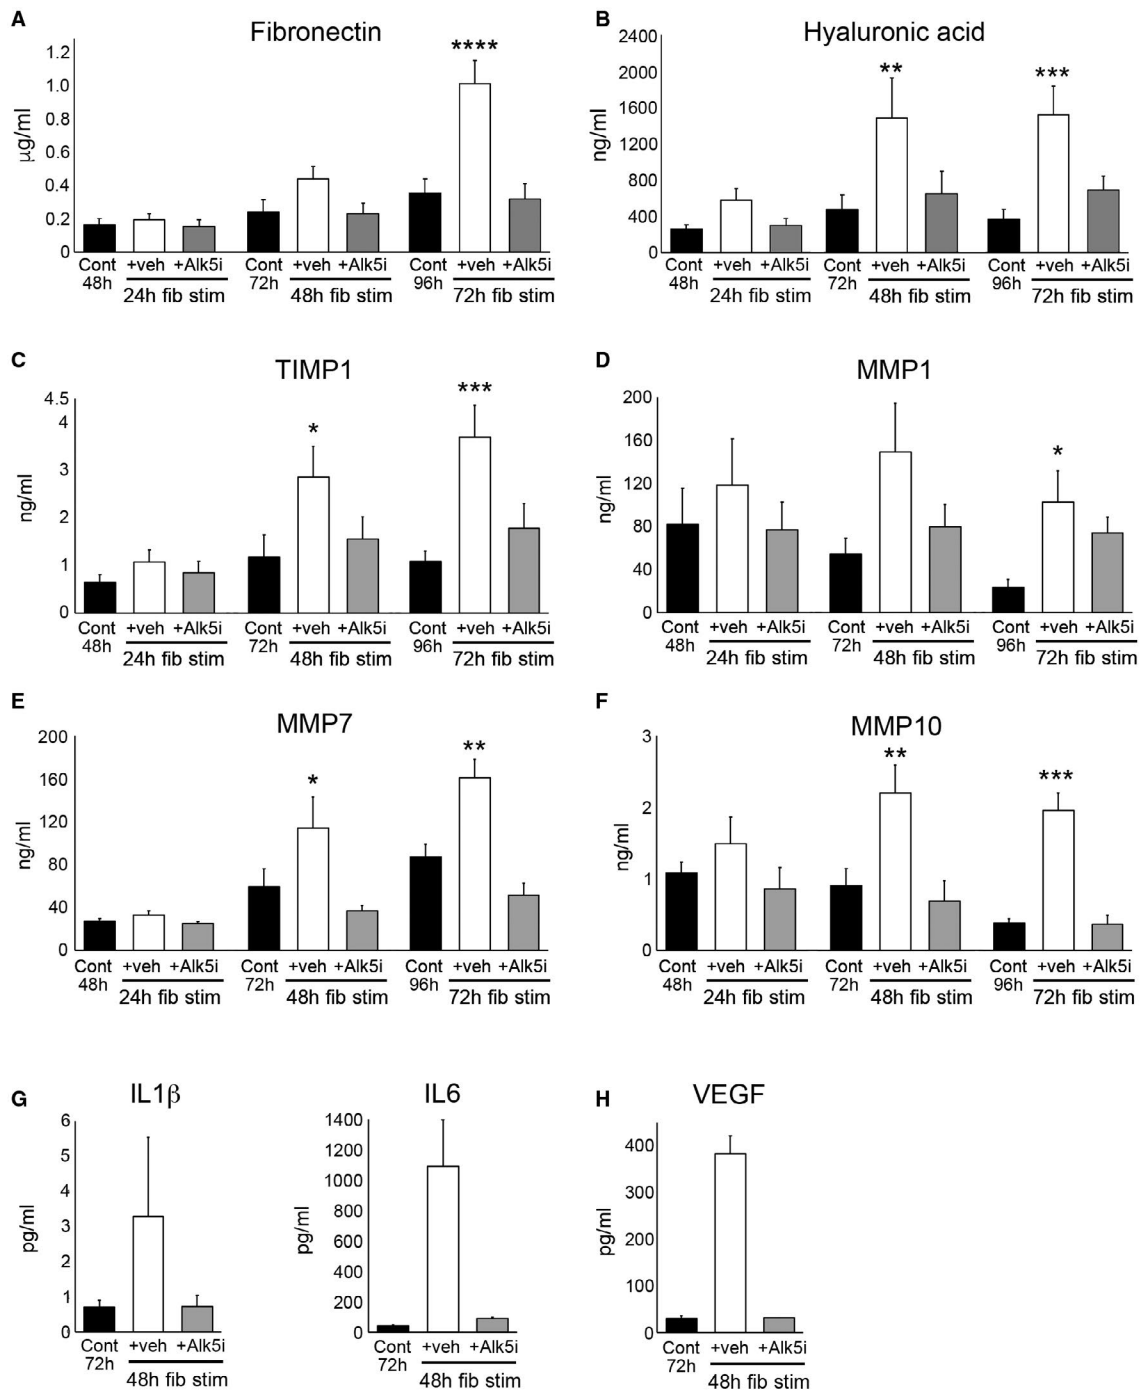 A
Fibronectin
****
1.2
1.0
0.8
0.6
0.4
0.2
0
μg/ml
Cont +veh +Alk5i Cont +veh +Alk5i Cont +veh +Alk5i
48h 24h fib stim 72h 48h fib stim 96h 72h fib stim
B
Hyaluronic acid
** ***
2400
2000
1600
1200
800
400
0
ng/ml
Cont +veh +Alk5i Cont +veh +Alk5i Cont +veh +Alk5i
48h 24h fib stim 72h 48h fib stim 96h 72h fib stim
C
TIMP1
* ***
4.5
4
3
2
1
0
ng/ml
Cont +veh +Alk5i Cont +veh +Alk5i Cont +veh +Alk5i
48h 24h fib stim 72h 48h fib stim 96h 72h fib stim
D
MMP1
*
200
160
120
80
40
0
ng/ml
Cont +veh +Alk5i Cont +veh +Alk5i Cont +veh +Alk5i
48h 24h fib stim 72h 48h fib stim 96h 72h fib stim
E
MMP7
* **
200
160
120
80
40
0
ng/ml
Cont +veh +Alk5i Cont +veh +Alk5i Cont +veh +Alk5i
48h 24h fib stim 72h 48h fib stim 96h 72h fib stim
F
MMP10
** ***
3
2
1
0
ng/ml
Cont +veh +Alk5i Cont +veh +Alk5i Cont +veh +Alk5i
48h 24h fib stim 72h 48h fib stim 96h 72h fib stim
G
IL1β
6
5
4
3
2
1
0
pg/ml
Cont +veh +Alk5i
72h 48h fib stim
IL6
1400
1200
1000
800
600
400
200
0
pg/ml
Cont +veh +Alk5i
72h 48h fib stim
H
VEGF
400
300
200
100
0
pg/ml
Cont +veh +Alk5i
72h 48h fib stim